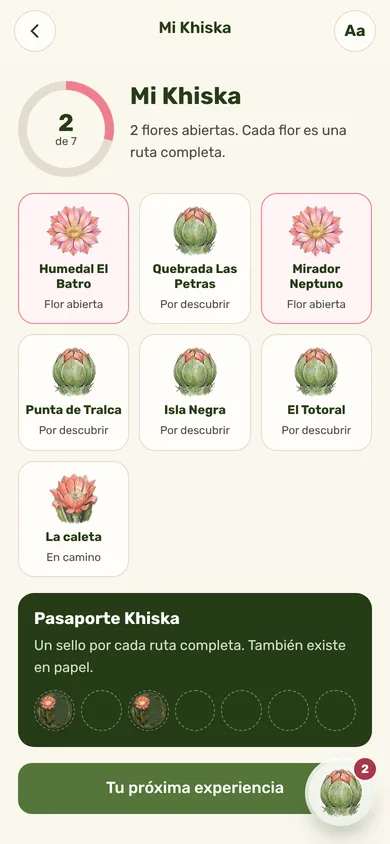 Mi Khiska
Aa
2
de 7
Mi Khiska
2 flores abiertas. Cada flor es una
ruta completa.
Humedal El
Batro
Flor abierta
Quebrada Las
Petras
Por descubrir
Mirador
Neptuno
Flor abierta
Punta de Tralca
Por descubrir
Isla Negra
Por descubrir
El Totoral
Por descubrir
La caleta
En camino
Pasaporte Khiska
Un sello por cada ruta completa. También existe
en papel.
Tu próxima experiencia
2